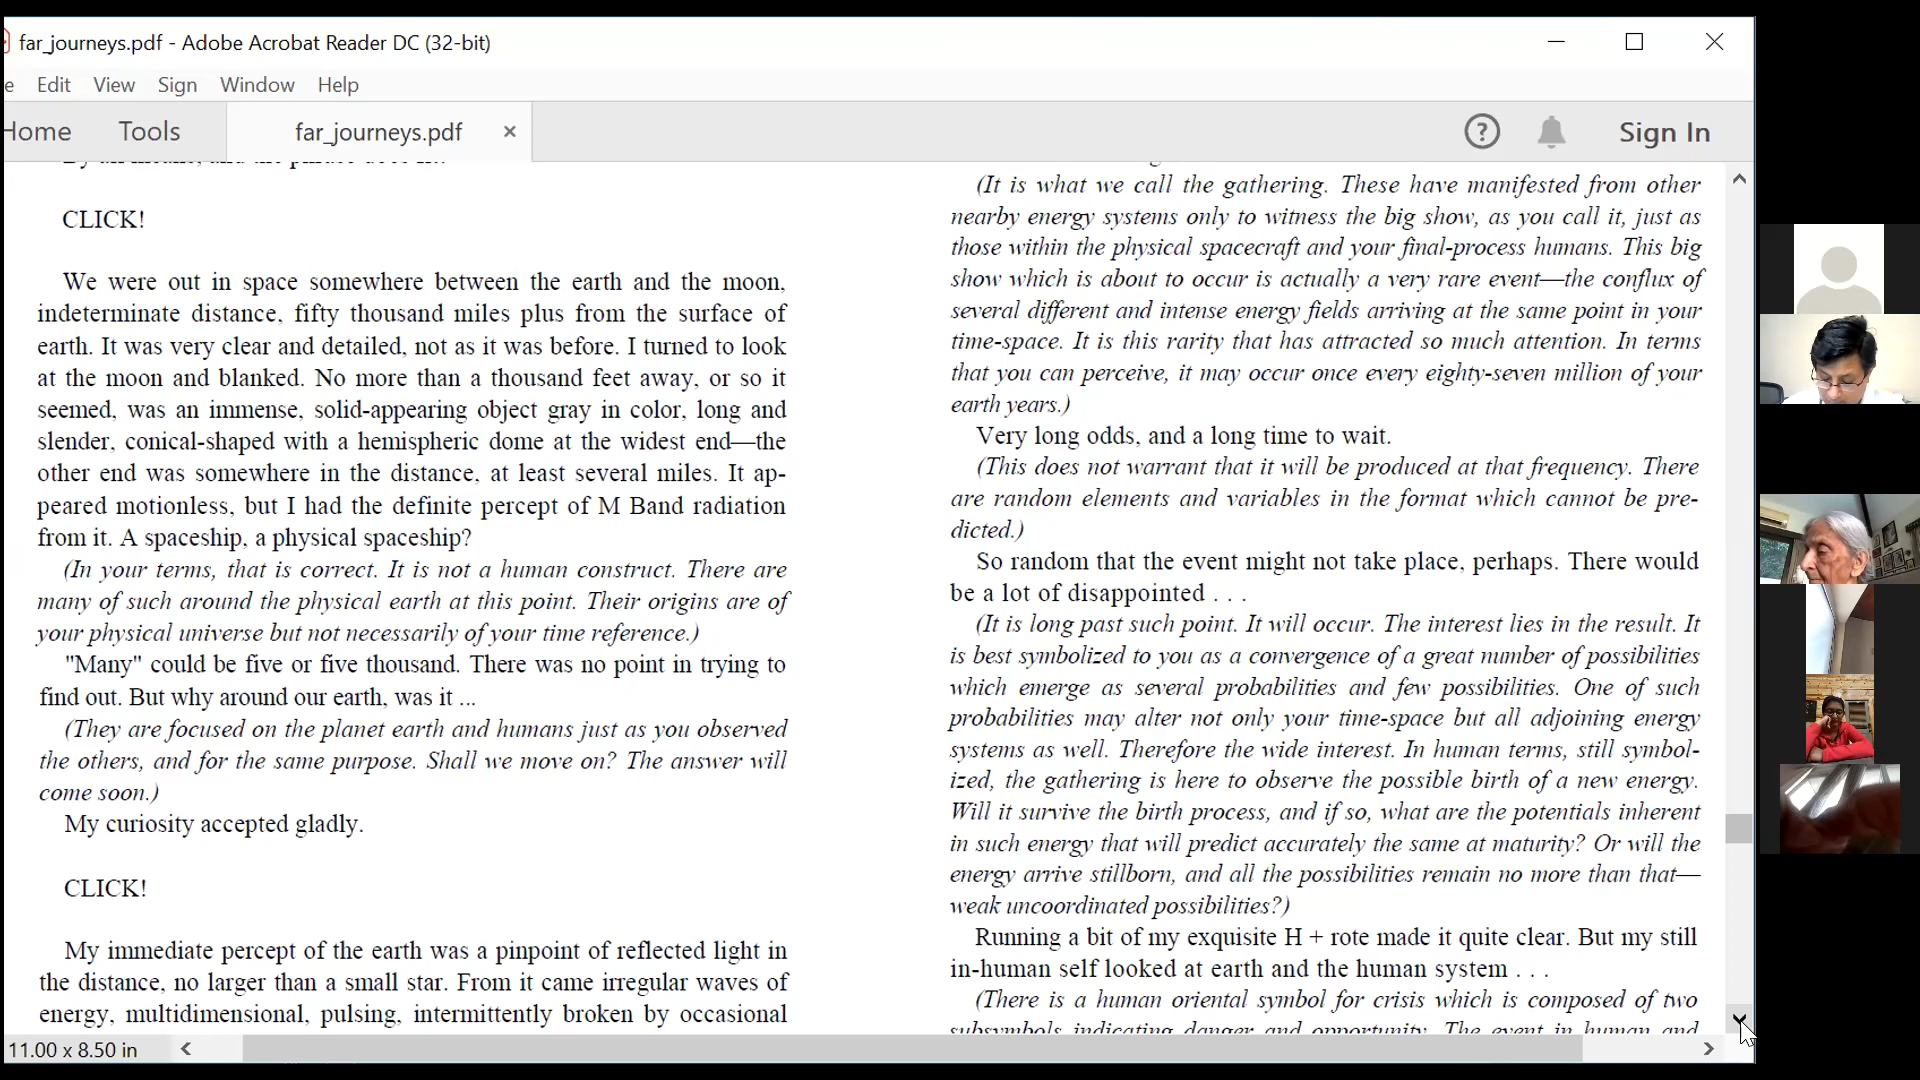 far_journeys.pdf - Adobe Acrobat Reader DC (32-bit)
e Edit View Sign Window Help
Home Tools far_journeys.pdf × ? Sign In
CLICK!
We were out in space somewhere between the earth and the moon,
indeterminate distance, fifty thousand miles plus from the surface of
earth. It was very clear and detailed, not as it was before. I turned to look
at the moon and blanked. No more than a thousand feet away, or so it
seemed, was an immense, solid-appearing object gray in color, long and
slender, conical-shaped with a hemispheric dome at the widest end—the
other end was somewhere in the distance, at least several miles. It ap-
peared motionless, but I had the definite percept of M Band radiation
from it. A spaceship, a physical spaceship?
(In your terms, that is correct. It is not a human construct. There are
many of such around the physical earth at this point. Their origins are of
your physical universe but not necessarily of your time reference.)
"Many" could be five or five thousand. There was no point in trying to
find out. But why around our earth, was it ...
(They are focused on the planet earth and humans just as you observed
the others, and for the same purpose. Shall we move on? The answer will
come soon.)
My curiosity accepted gladly.
CLICK!
My immediate percept of the earth was a pinpoint of reflected light in
the distance, no larger than a small star. From it came irregular waves of
energy, multidimensional, pulsing, intermittently broken by occasional
(It is what we call the gathering. These have manifested from other
nearby energy systems only to witness the big show, as you call it, just as
those within the physical spacecraft and your final-process humans. This big
show which is about to occur is actually a very rare event—the conflux of
several different and intense energy fields arriving at the same point in your
time-space. It is this rarity that has attracted so much attention. In terms
that you can perceive, it may occur once every eighty-seven million of your
earth years.)
Very long odds, and a long time to wait.
(This does not warrant that it will be produced at that frequency. There
are random elements and variables in the format which cannot be pre-
dicted.)
So random that the event might not take place, perhaps. There would
be a lot of disappointed . . .
(It is long past such point. It will occur. The interest lies in the result. It
is best symbolized to you as a convergence of a great number of possibilities
which emerge as several probabilities and few possibilities. One of such
probabilities may alter not only your time-space but all adjoining energy
systems as well. Therefore the wide interest. In human terms, still symbol-
ized, the gathering is here to observe the possible birth of a new energy.
Will it survive the birth process, and if so, what are the potentials inherent
in such energy that will predict accurately the same at maturity? Or will the
energy arrive stillborn, and all the possibilities remain no more than that—
weak uncoordinated possibilities?)
Running a bit of my exquisite H + rote made it quite clear. But my still
in-human self looked at earth and the human system . . .
(There is a human oriental symbol for crisis which is composed of two
subsymbols indicating danger and opportunity. The event in human and
11.00 x 8.50 in